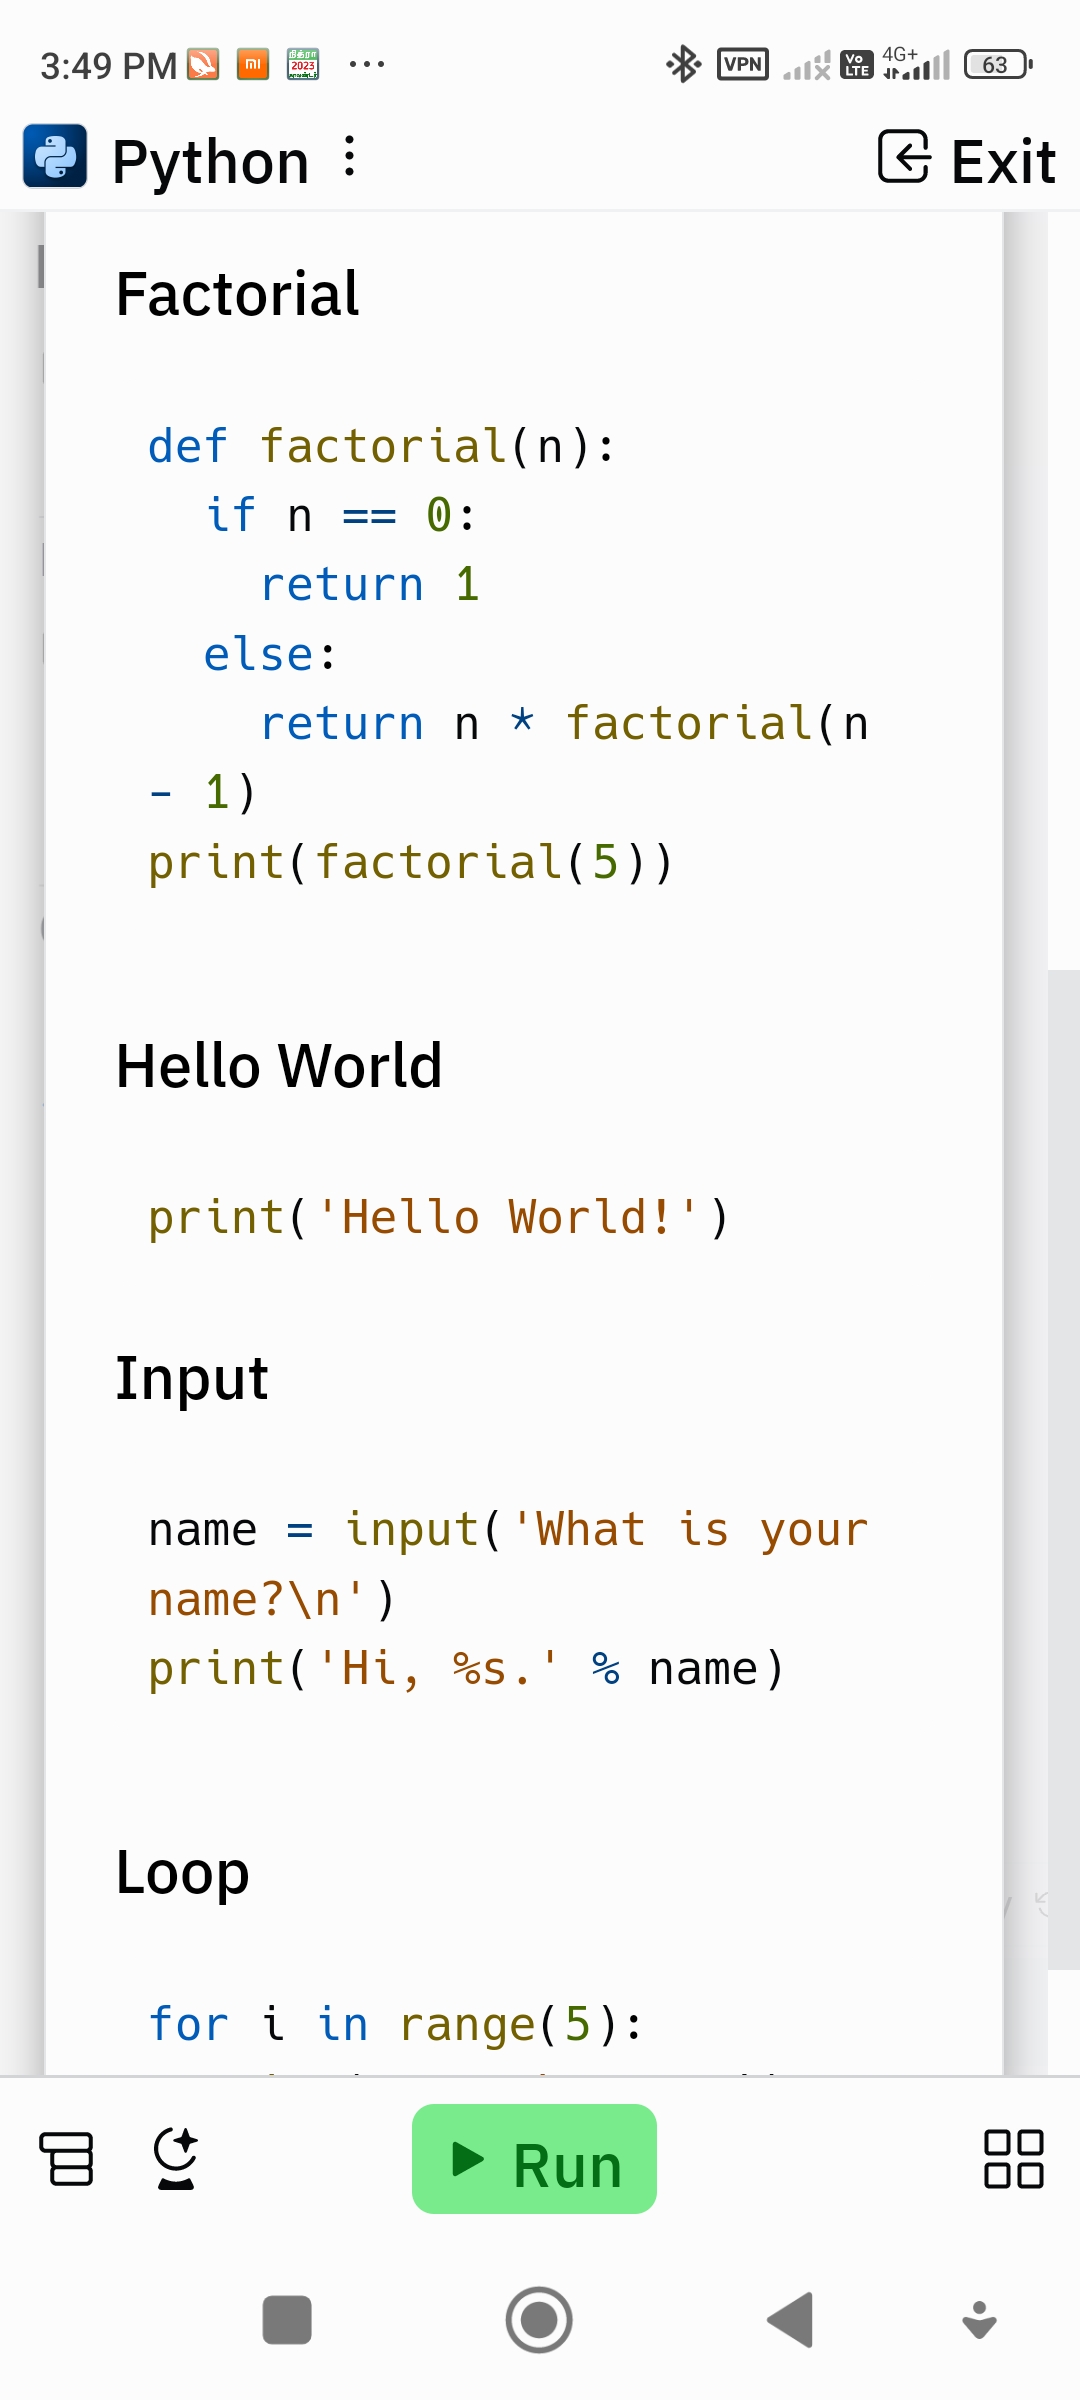 3:49 PM
VPN
Vo
LTE
4G+
63
Python
Exit
Factorial
def factorial(n):
  if n == 0:
    return 1
  else:
    return n * factorial(n
- 1)
print(factorial(5))
Hello World
print('Hello World!')
Input
name = input('What is your
name?\n')
print('Hi, %s.' % name)
Loop
for i in range(5):
Run